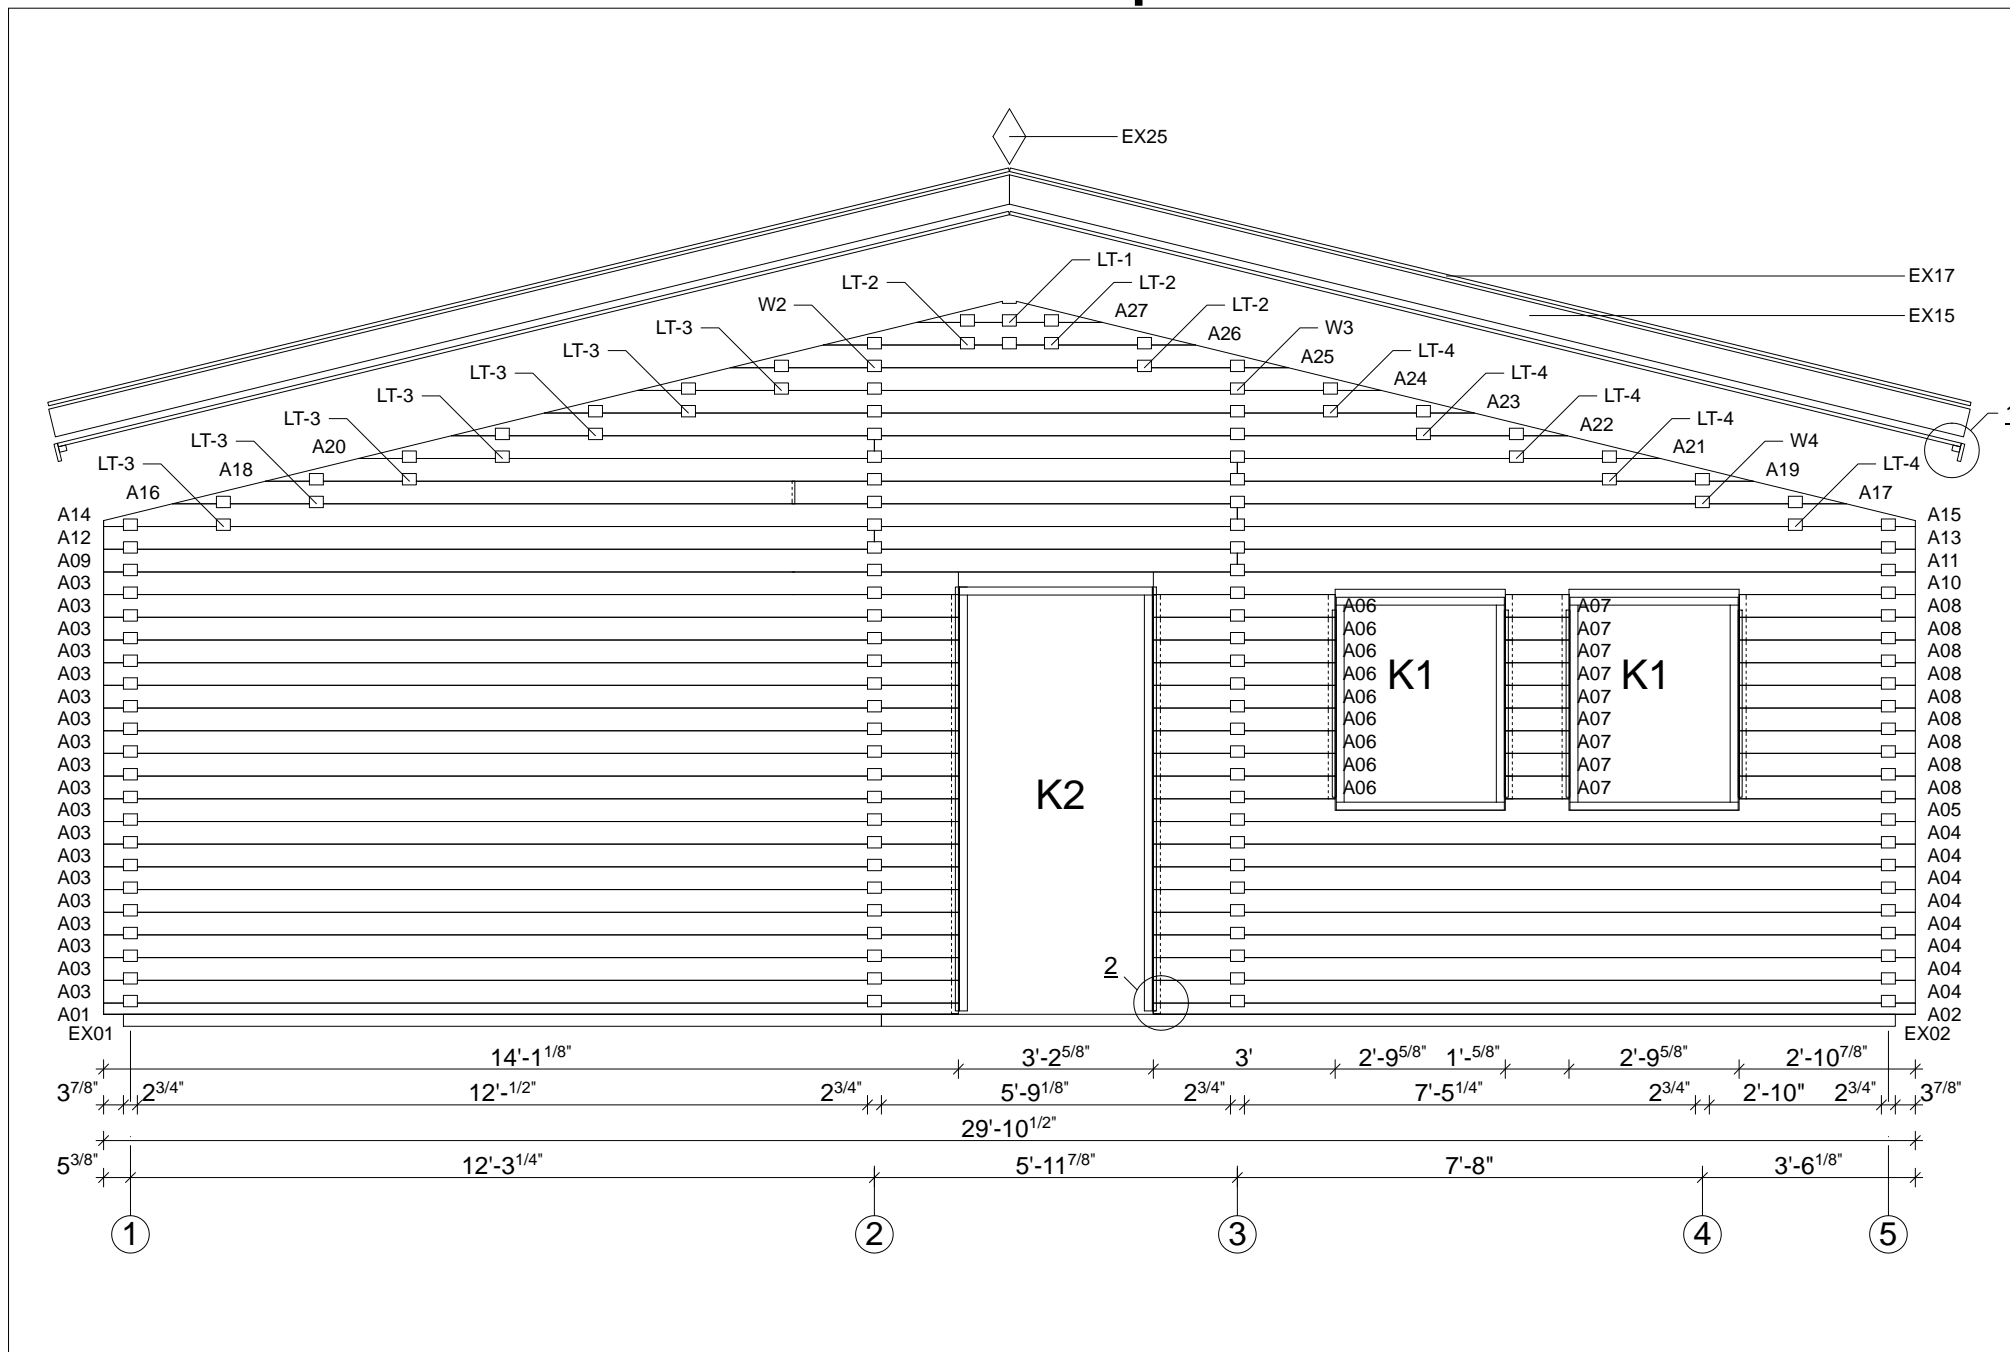 EX25
EX17
EX15
LT-1
LT-2 LT-2
W2 A27 LT-2
LT-3 A26 W3
LT-3 A25 LT-4
LT-3 A24 LT-4
LT-3 A23 LT-4
LT-3 A22 LT-4
LT-3 A20 A21 W4
LT-3 A18 A19 LT-4
A16 A17
1
A14 A15
A12 A13
A09 A11
A03 A10
A03 A06 A07 A08
A03 A06 A07 A08
A03 A06 A07 A08
A03 A06 K1 A07 K1 A08
A03 A06 A07 A08
A03 A06 A07 A08
A03 A06 A07 A08
A03 A06 A07 A08
A03 K2 A06 A07 A08
A03 A05
A03 A04
A03 A04
A03 A04
A03 A04
A03 A04
A03 2 A04
A03 A04
A03 A04
A01 A02
EX01 EX02
14'-1 1/8" 3'-2 5/8" 3' 2'-9 5/8" 1'- 5/8" 2'-9 5/8" 2'-10 7/8"
3 7/8" 2 3/4" 12'- 1/2" 2 3/4" 5'-9 1/8" 2 3/4" 7'-5 1/4" 2 3/4" 2'-10" 2 3/4" 3 7/8"
29'-10 1/2"
5 3/8" 12'-3 1/4" 5'-11 7/8" 7'-8" 3'-6 1/8"
1 2 3 4 5